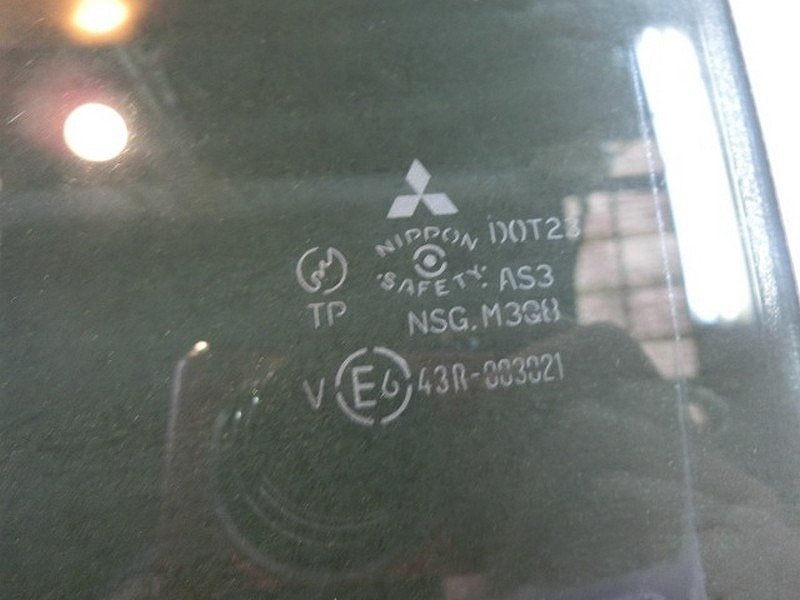 NIPPON DOT23
SAFETY. AS3
TP NSG.M3Q8
V E6 43R-003021